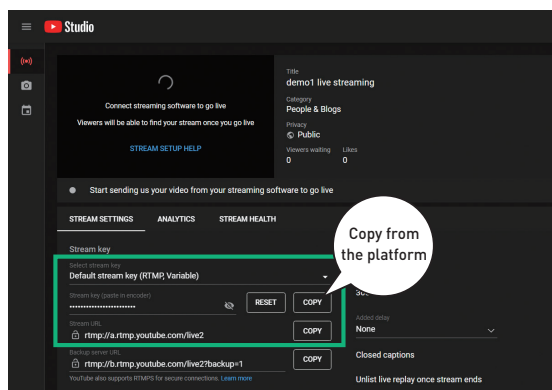 Studio
Connect streaming software to go live
Viewers will be able to find your stream once you go live
STREAM SETUP HELP
Title
demo1 live streaming
Category
People & Blogs
Privacy
Public
Viewers waiting Likes
0 0
Start sending us your video from your streaming software to go live
STREAM SETTINGS ANALYTICS STREAM HEALTH
Copy from
the platform
Stream key
Select stream key
Default stream key (RTMP, Variable)
Stream key (paste in encoder)
•••••••••••••••••••••••• RESET COPY
Stream URL
rtmp://a.rtmp.youtube.com/live2 COPY
Backup server URL
rtmp://b.rtmp.youtube.com/live2?backup=1 COPY
YouTube also supports RTMPS for secure connections. Learn more
Added delay
None
Closed captions
Unlist live replay once stream ends